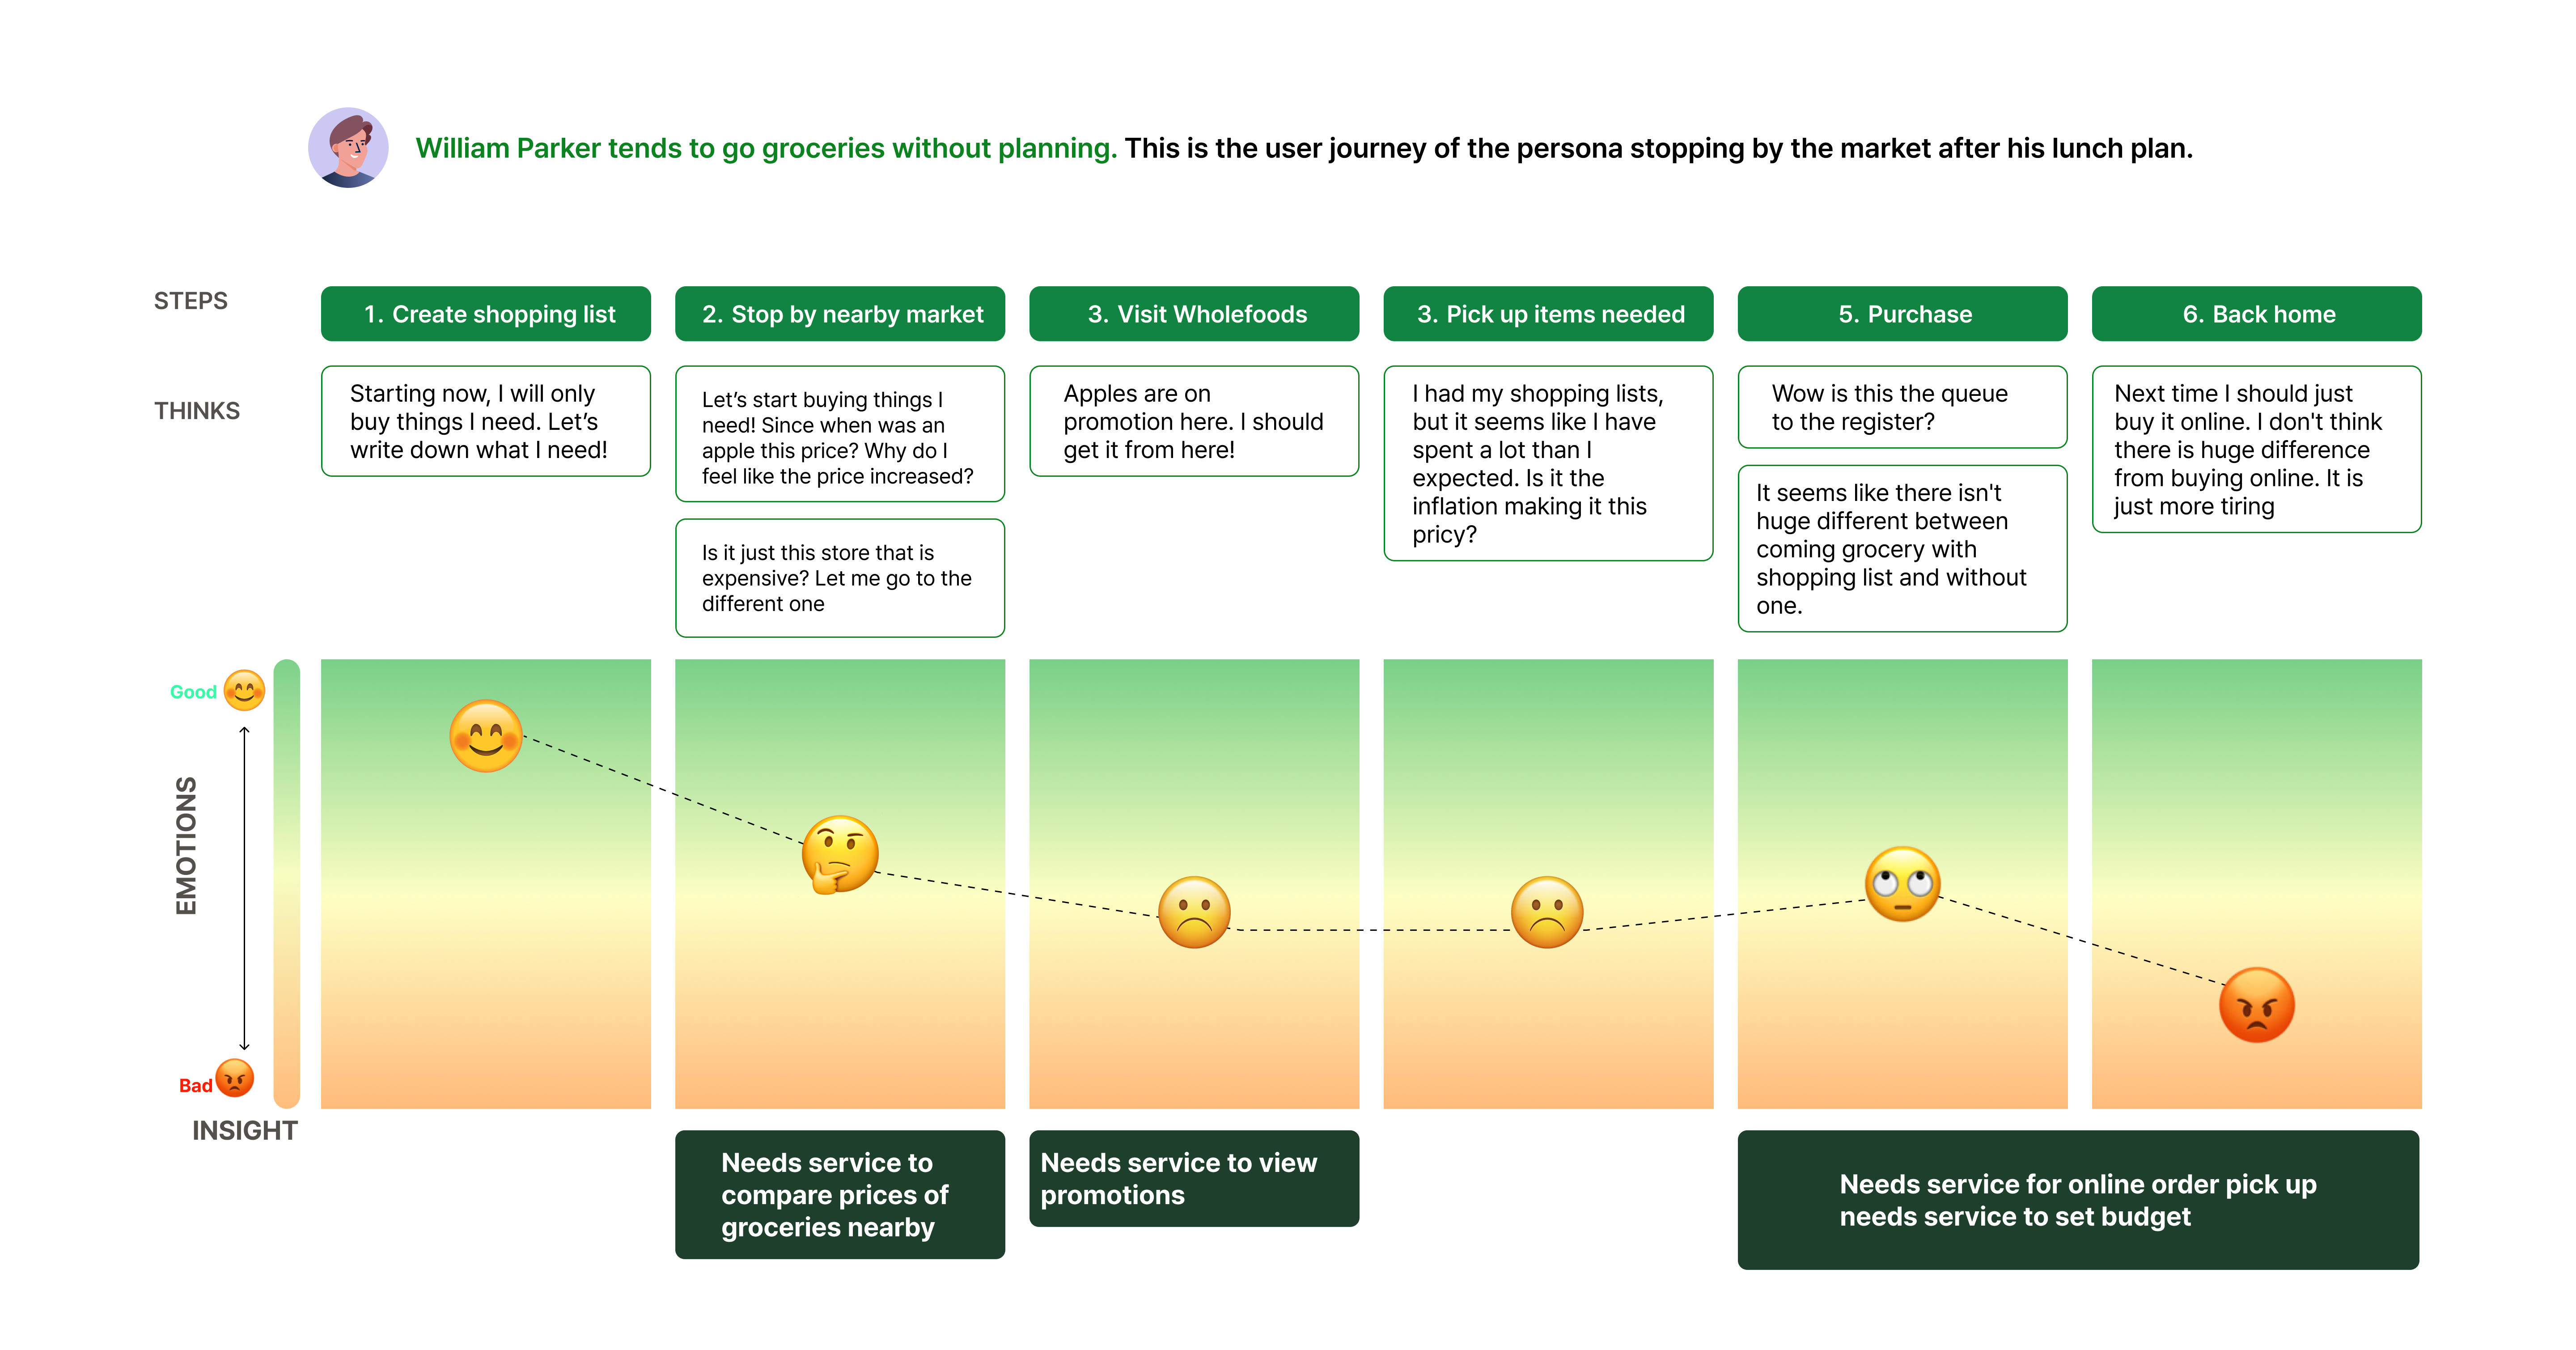 William Parker tends to go groceries without planning. This is the user journey of the persona stopping by the market after his lunch plan.
STEPS
1. Create shopping list
2. Stop by nearby market
3. Visit Wholefoods
3. Pick up items needed
5. Purchase
6. Back home
THINKS
Starting now, I will only
buy things I need. Let’s
write down what I need!
Let’s start buying things I
need! Since when was an
apple this price? Why do I
feel like the price increased?
Is it just this store that is
expensive? Let me go to the
different one
Apples are on
promotion here. I should
get it from here!
I had my shopping lists,
but it seems like I have
spent a lot than I
expected. Is it the
inflation making it this
pricy?
Wow is this the queue
to the register?
It seems like there isn't
huge different between
coming grocery with
shopping list and without
one.
Next time I should just
buy it online. I don't think
there is huge difference
from buying online. It is
just more tiring
Good
EMOTIONS
Bad
INSIGHT
Needs service to
compare prices of
groceries nearby
Needs service to view
promotions
Needs service for online order pick up
needs service to set budget